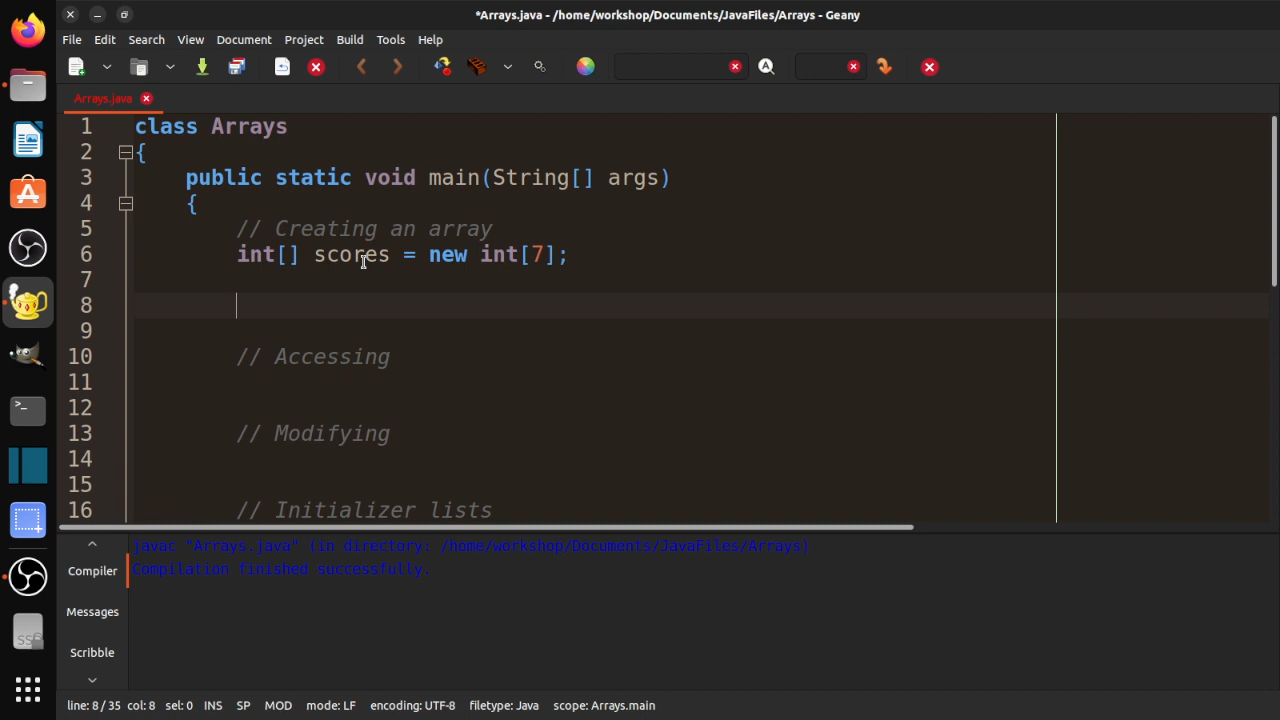 *Arrays.java - /home/workshop/Documents/JavaFiles/Arrays - Geany
File Edit Search View Document Project Build Tools Help
Arrays.java
1 class Arrays
2 {
3 public static void main(String[] args)
4 {
5 // Creating an array
6 int[] scores = new int[7];
7
8
9
10 // Accessing
11
12
13 // Modifying
14
15
16 // Initializer lists
javac "Arrays.java" (in directory: /home/workshop/Documents/JavaFiles/Arrays)
Compilation finished successfully.
Compiler
Messages
Scribble
line: 8 / 35 col: 8 sel: 0 INS SP MOD mode: LF encoding: UTF-8 filetype: Java scope: Arrays.main